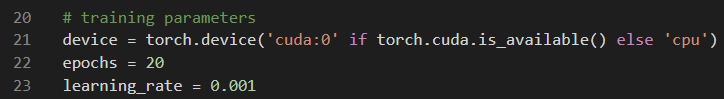 20 # training parameters
21 device = torch.device('cuda:0' if torch.cuda.is_available() else 'cpu')
22 epochs = 20
23 learning_rate = 0.001